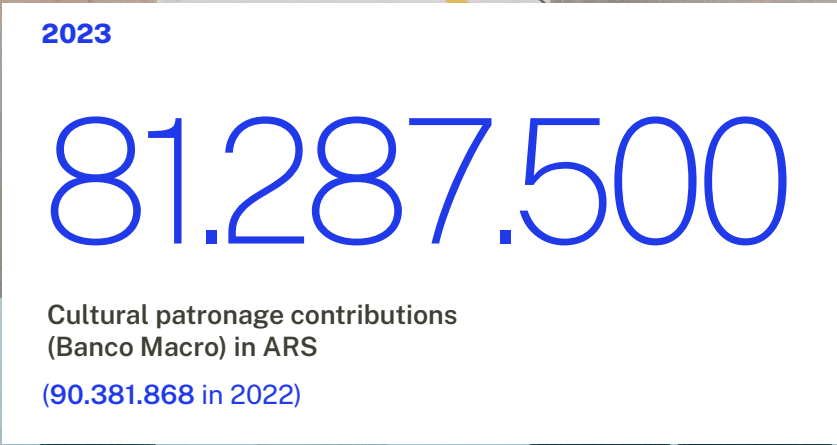 2023
81.287.500
Cultural patronage contributions
(Banco Macro) in ARS
(90.381.868 in 2022)